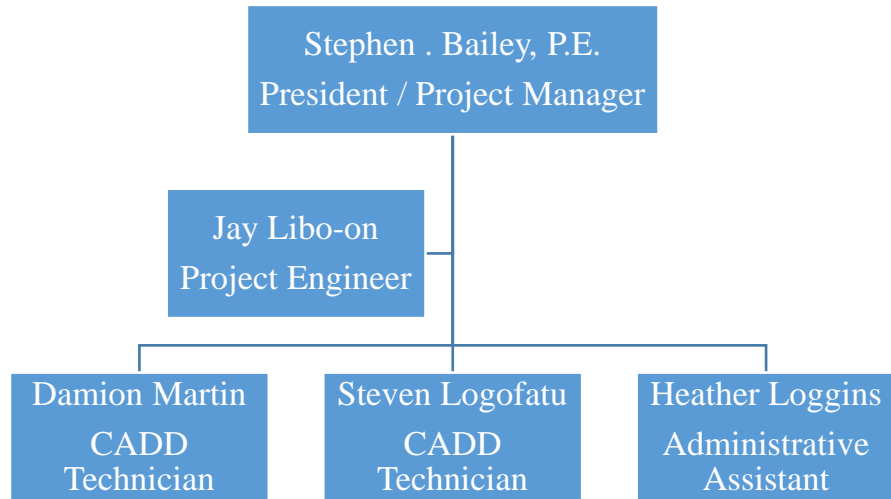 Stephen . Bailey, P.E.
President / Project Manager
Jay Libo-on
Project Engineer
Damion Martin
CADD
Technician
Steven Logofatu
CADD
Technician
Heather Loggins
Administrative
Assistant